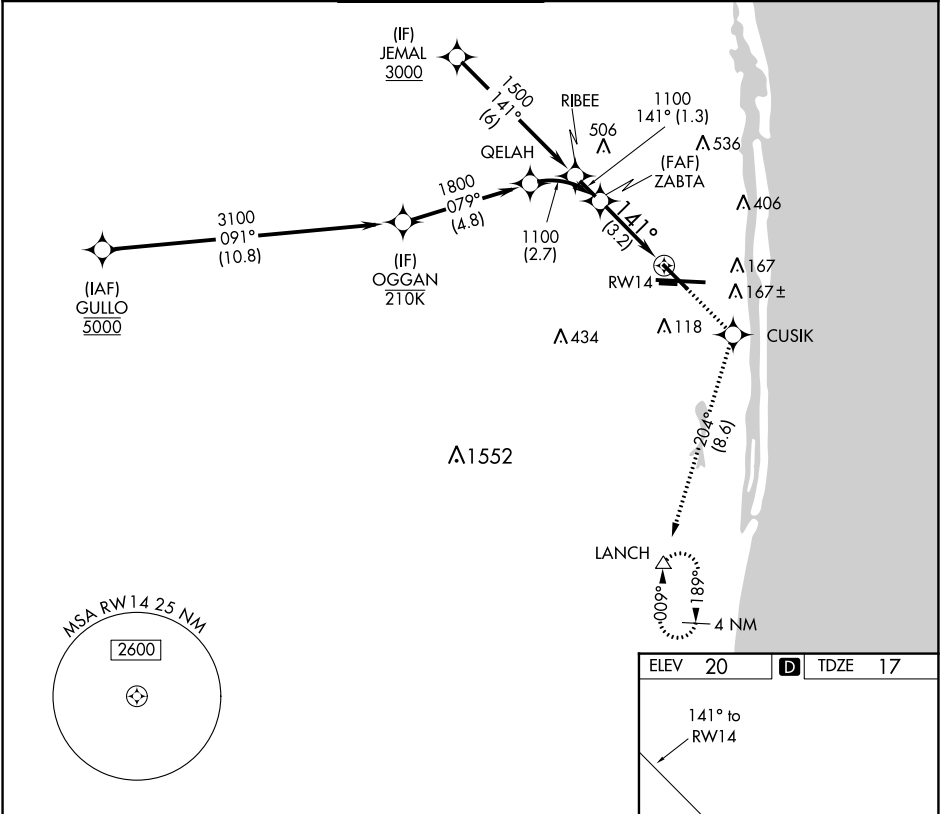 (IF)
JEMAL
3000
1500
141°
(6)
RIBEE
1100
141° (1.3)
506
536
QELAH
(FAF)
ZABTA
1800
079°
(4.8)
3100
091°
(10.8)
1100
(2.7)
141°
(3.2)
406
(IAF)
GULLO
5000
(IF)
OGGAN
210K
RW14
167
167±
434
118
CUSIK
204°
(8.6)
1552
LANCH
009°
189°
4 NM
MSA RW14 25 NM
2600
ELEV 20 D TDZE 17
141° to
RW14